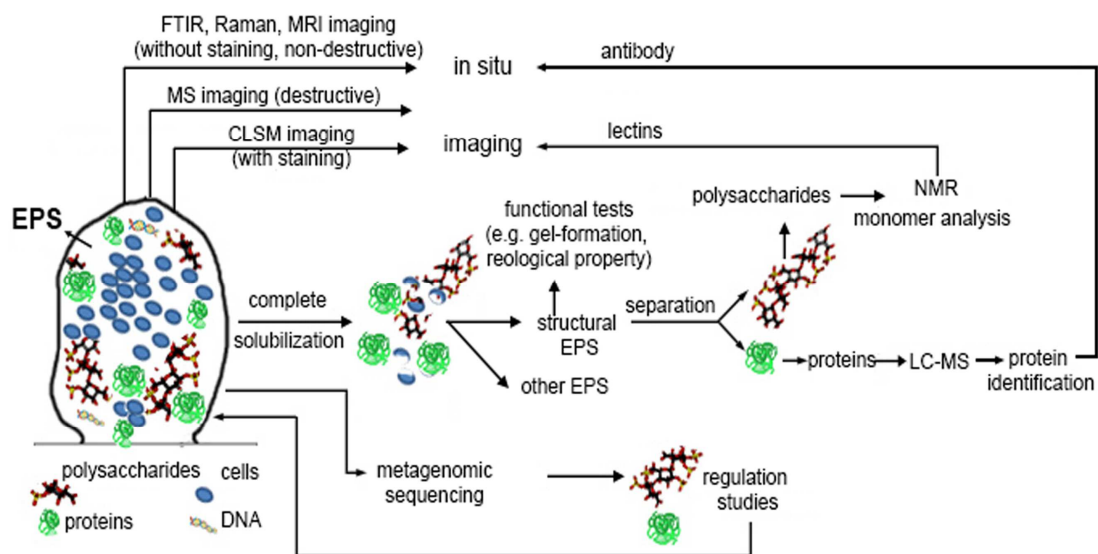 FTIR, Raman, MRI imaging
(without staining, non-destructive)
in situ
antibody
MS imaging (destructive)
CLSM imaging
(with staining)
imaging
lectins
EPS
polysaccharides
NMR
monomer analysis
functional tests
(e.g. gel-formation,
reological property)
complete
solubilization
structural
EPS
separation
other EPS
proteins
LC-MS
protein
identification
metagenomic
sequencing
regulation
studies
polysaccharides
cells
proteins
DNA